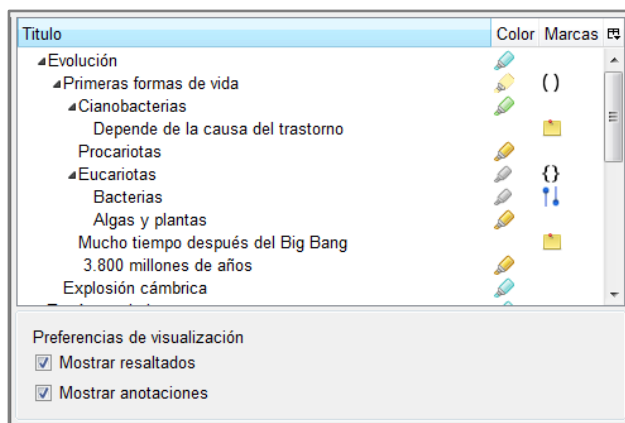 Titulo Color Marcas
Evolución
Primeras formas de vida ( )
Cianobacterias
Depende de la causa del trastorno
Procariotas
Eucariotas {}
Bacterias
Algas y plantas
Mucho tiempo después del Big Bang
3.800 millones de años
Explosión cámbrica
Preferencias de visualización
Mostrar resaltados
Mostrar anotaciones